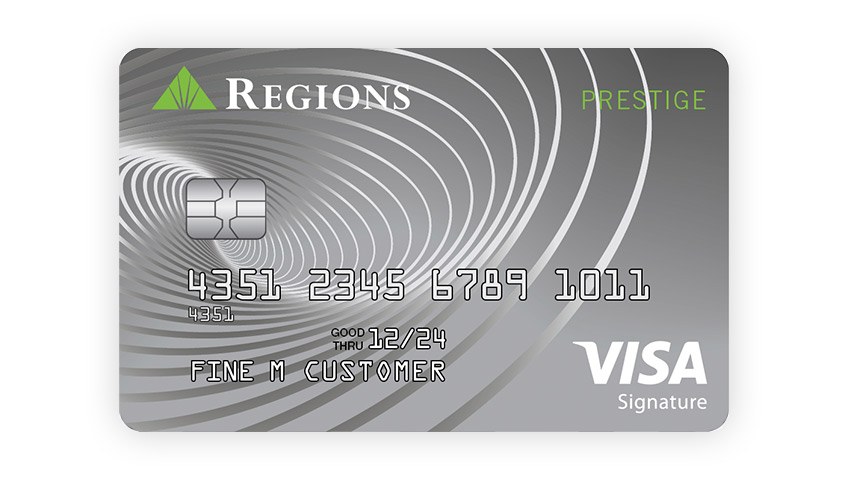 REGIONS
PRESTIGE
4351 2345 6789 1011
4351
GOOD THRU 12/24
FINE M CUSTOMER
VISA
Signature